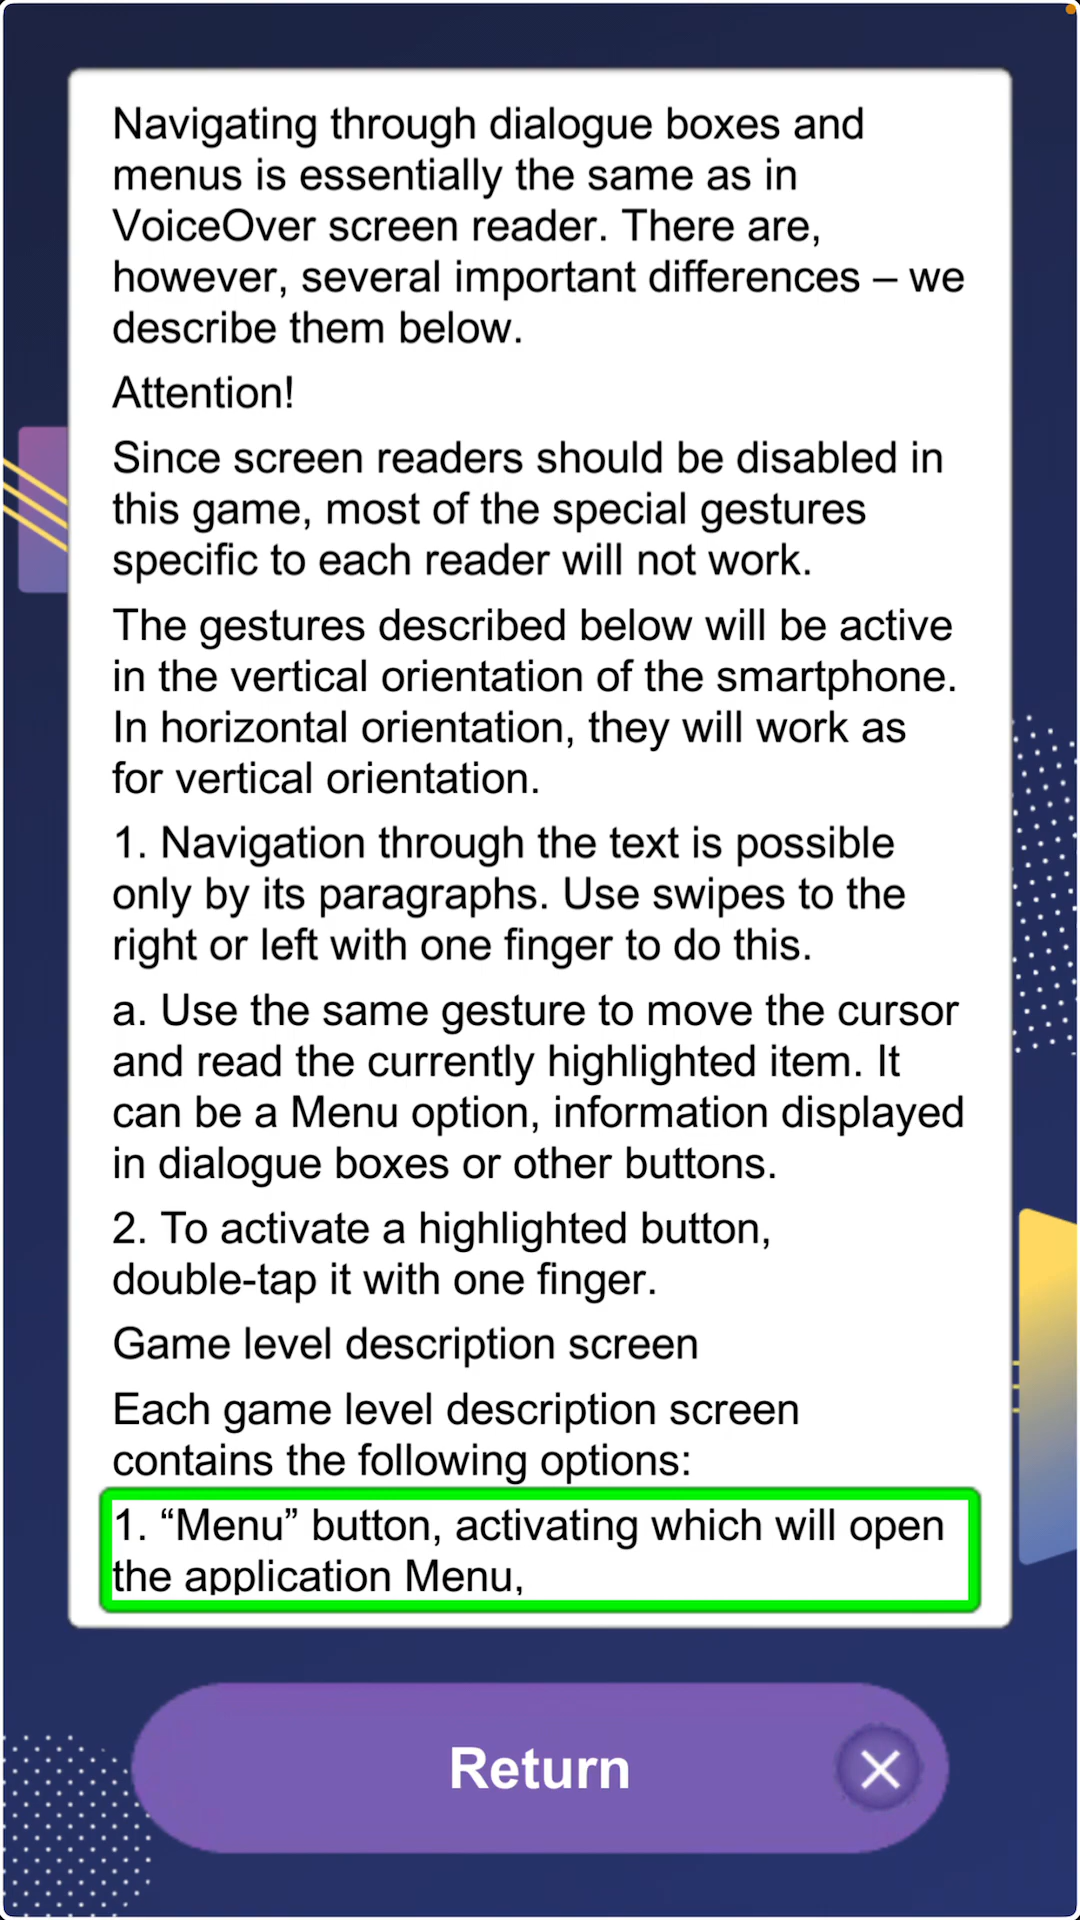 Navigating through dialogue boxes and
menus is essentially the same as in
VoiceOver screen reader. There are,
however, several important differences – we
describe them below.
Attention!
Since screen readers should be disabled in
this game, most of the special gestures
specific to each reader will not work.
The gestures described below will be active
in the vertical orientation of the smartphone.
In horizontal orientation, they will work as
for vertical orientation.
1. Navigation through the text is possible
only by its paragraphs. Use swipes to the
right or left with one finger to do this.
a. Use the same gesture to move the cursor
and read the currently highlighted item. It
can be a Menu option, information displayed
in dialogue boxes or other buttons.
2. To activate a highlighted button,
double-tap it with one finger.
Game level description screen
Each game level description screen
contains the following options:
1. “Menu” button, activating which will open
the application Menu,
Return